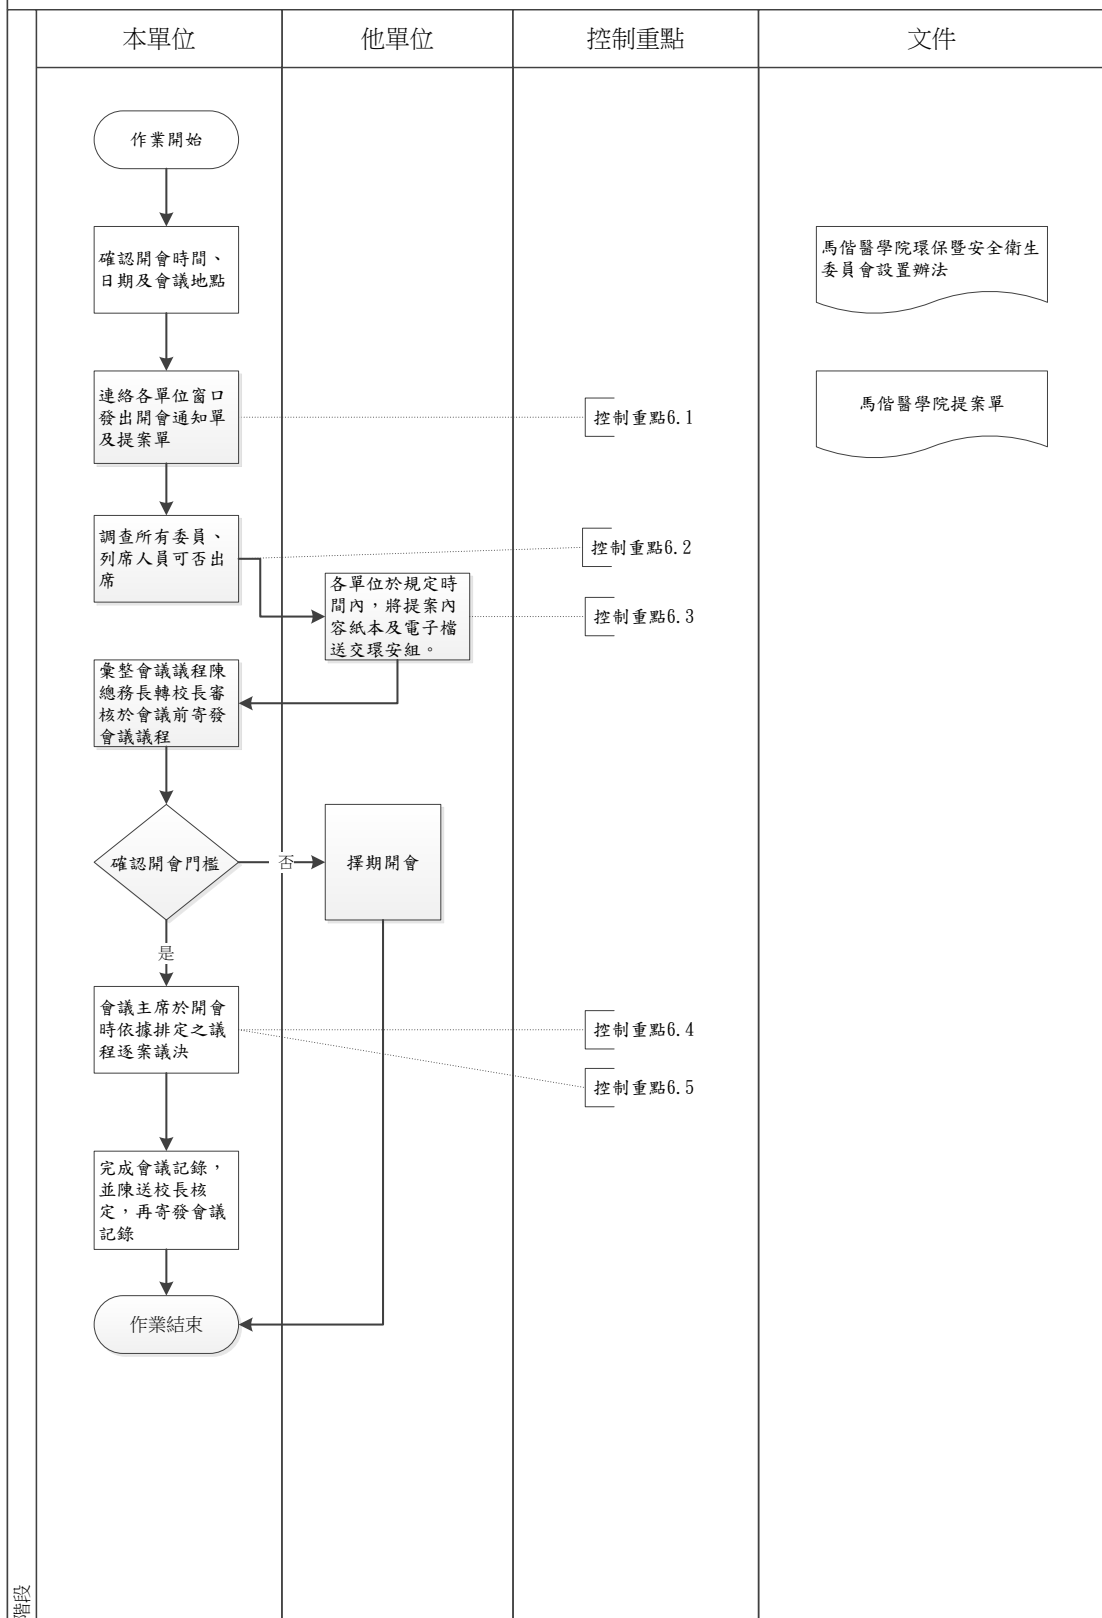 本單位
他單位
控制重點
文件
作業開始
確認開會時間、
日期及會議地點
馬偕醫學院環保暨安全衛生
委員會設置辦法
連絡各單位窗口
發出開會通知單
及提案單
控制重點6.1
馬偕醫學院提案單
調查所有委員、
列席人員可否出
席
控制重點6.2
各單位於規定時
間內，將提案內
容紙本及電子檔
送交環安組。
控制重點6.3
彙整會議議程陳
總務長轉校長審
核於會議前寄發
會議議程
確認開會門檻
否
擇期開會
是
會議主席於開會
時依據排定之議
程逐案議決
控制重點6.4
控制重點6.5
完成會議記錄，
並陳送校長核
定，再寄發會議
記錄
作業結束
階段